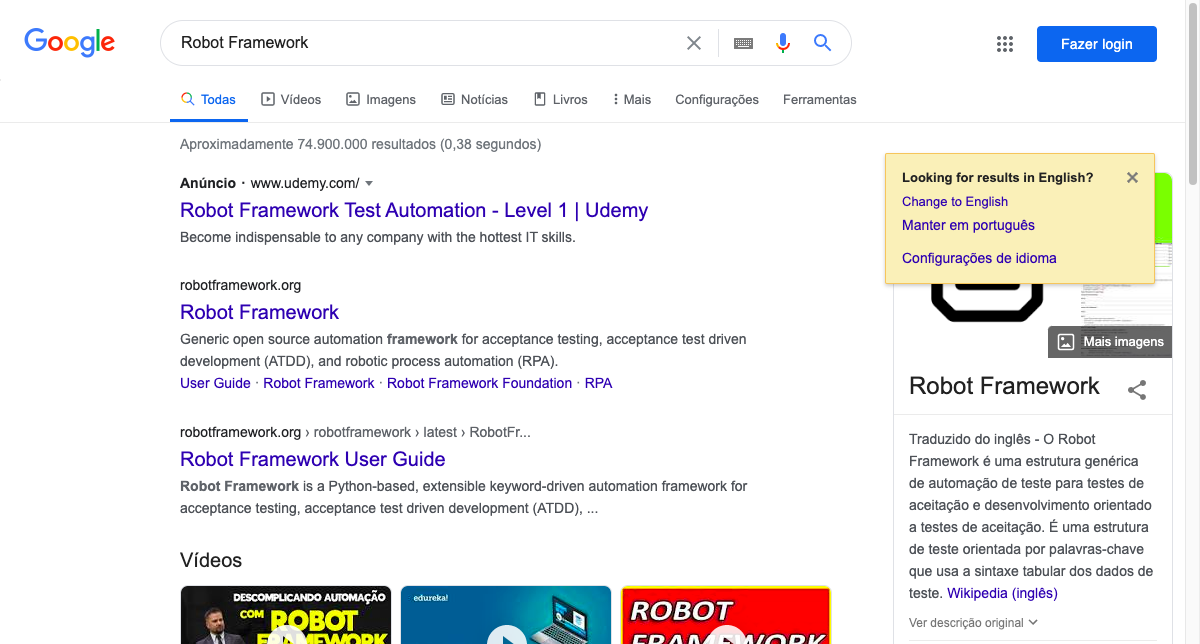 Google
Robot Framework
Fazer login
Todas
Vídeos
Imagens
Notícias
Livros
Mais
Configurações
Ferramentas
Aproximadamente 74.900.000 resultados (0,38 segundos)
Anúncio · www.udemy.com/
Robot Framework Test Automation - Level 1 | Udemy
Become indispensable to any company with the hottest IT skills.
robotframework.org
Robot Framework
Generic open source automation framework for acceptance testing, acceptance test driven
development (ATDD), and robotic process automation (RPA).
User Guide · Robot Framework · Robot Framework Foundation · RPA
robotframework.org › robotframework › latest › RobotFr...
Robot Framework User Guide
Robot Framework is a Python-based, extensible keyword-driven automation framework for
acceptance testing, acceptance test driven development (ATDD), ...
Vídeos
DESCOMPLICANDO AUTOMAÇÃO
COM ROBOT
FRAMEWORK
edureka!
ROBOT
FRAMEWORK
Looking for results in English?
Change to English
Manter em português
Configurações de idioma
Mais imagens
Robot Framework
Traduzido do inglês - O Robot
Framework é uma estrutura genérica
de automação de teste para testes de
aceitação e desenvolvimento orientado
a testes de aceitação. É uma estrutura
de teste orientada por palavras-chave
que usa a sintaxe tabular dos dados de
teste. Wikipedia (inglês)
Ver descrição original